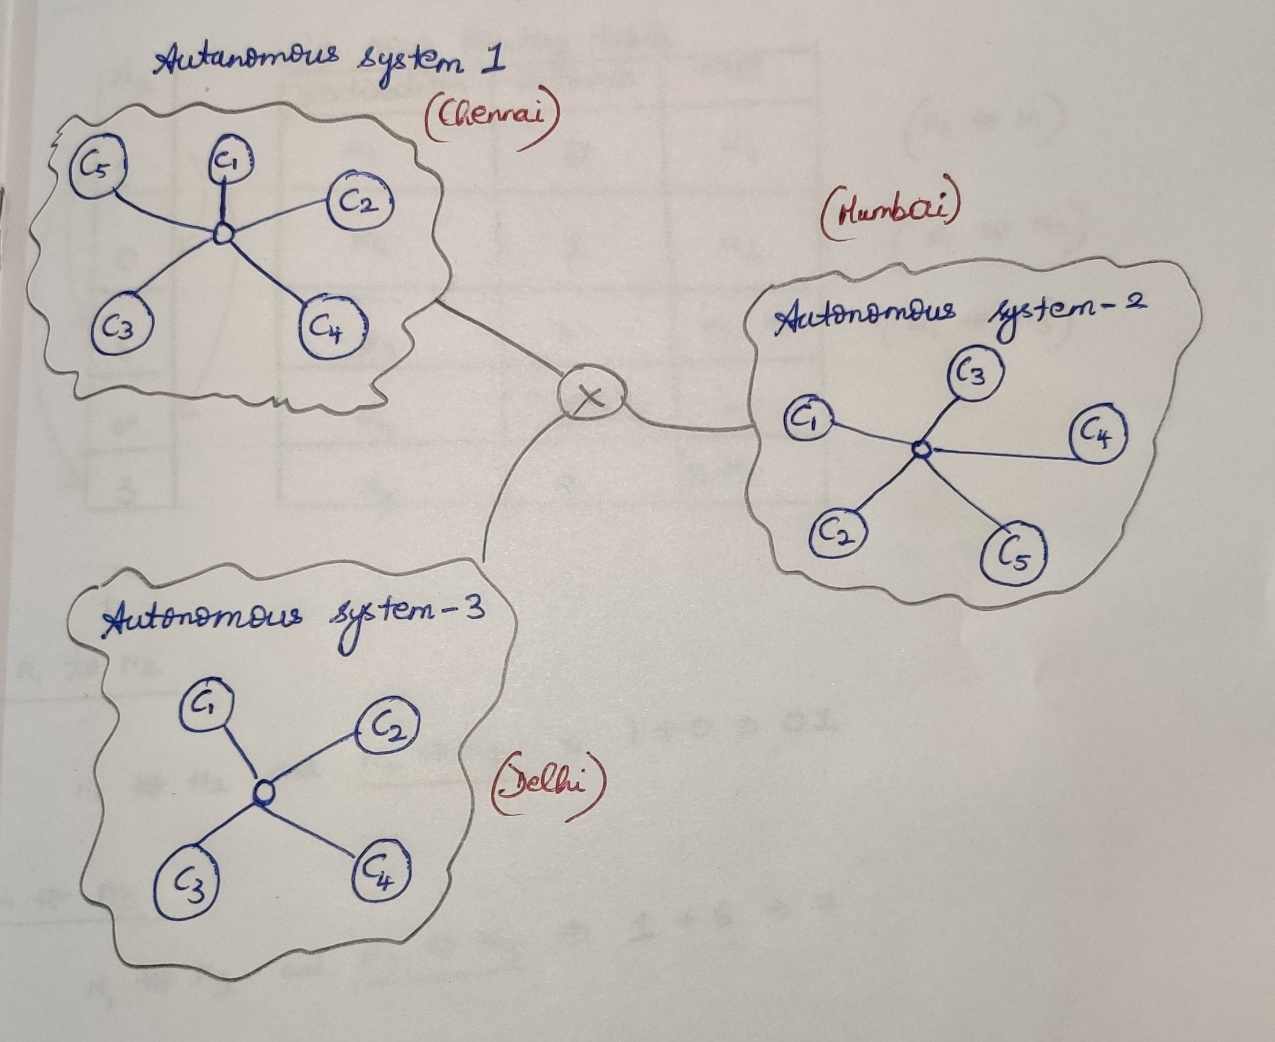 Autanomous system 1
(Chennai)
C5
C1
C2
C3
C4
(Mumbai)
Autonomous system-2
C3
C1
C4
C2
C5
X
Autonomous system-3
C1
C2
(Delhi)
C3
C4